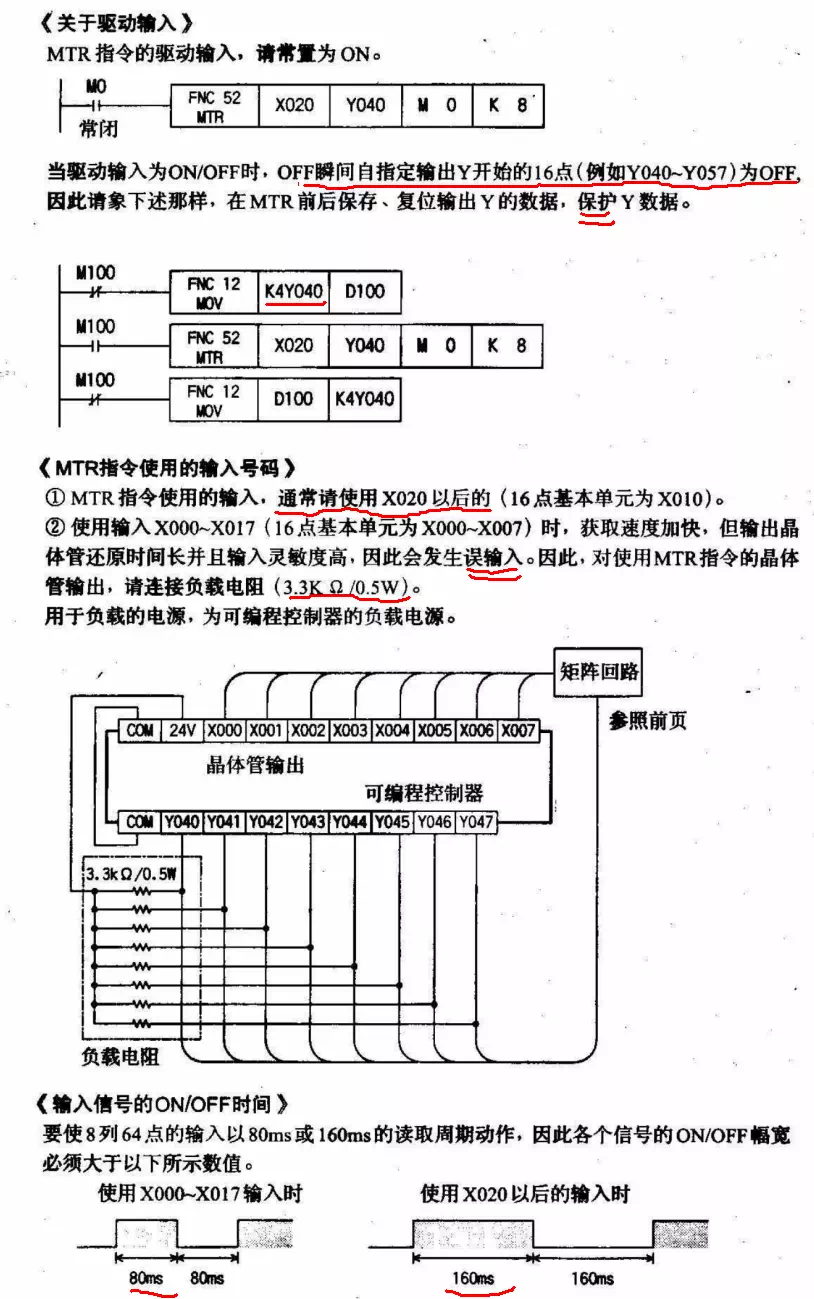 《关于驱动输入》
MTR 指令的驱动输入，请常置为 ON。
M0
FNC 52 MTR X020 Y040 M 0 K 8
常闭
当驱动输入为ON/OFF时，OFF瞬间自指定输出Y开始的16点(例如Y040~Y057)为OFF,
因此请象下述那样，在 MTR 前后保存、复位输出 Y 的数据，保护 Y 数据。
M100
FNC 12 MOV K4Y040 D100
M100
FNC 52 MTR X020 Y040 M 0 K 8
M100
FNC 12 MOV D100 K4Y040
《MTR指令使用的输入号码》
① MTR 指令使用的输入，通常请使用 X020 以后的（16 点基本单元为 X010）。
② 使用输入 X000~X017（16 点基本单元为 X000~X007）时，获取速度加快，但输出晶
体管还原时间长并且输入灵敏度高，因此会发生误输入。因此，对使用MTR指令的晶体
管输出，请连接负载电阻（3.3K Ω /0.5W）。
用于负载的电源，为可编程控制器的负载电源。
矩阵回路
参照前页
COM 24V X000 X001 X002 X003 X004 X005 X006 X007
晶体管输出
可编程控制器
COM Y040 Y041 Y042 Y043 Y044 Y045 Y046 Y047
3.3kΩ/0.5W
负载电阻
《输入信号的ON/OFF时间》
要使 8 列 64 点的输入以 80ms 或 160ms 的读取周期动作，因此各个信号的 ON/OFF 幅宽
必须大于以下所示数值。
使用 X000~X017 输入时 使用 X020 以后的输入时
80ms 80ms 160ms 160ms